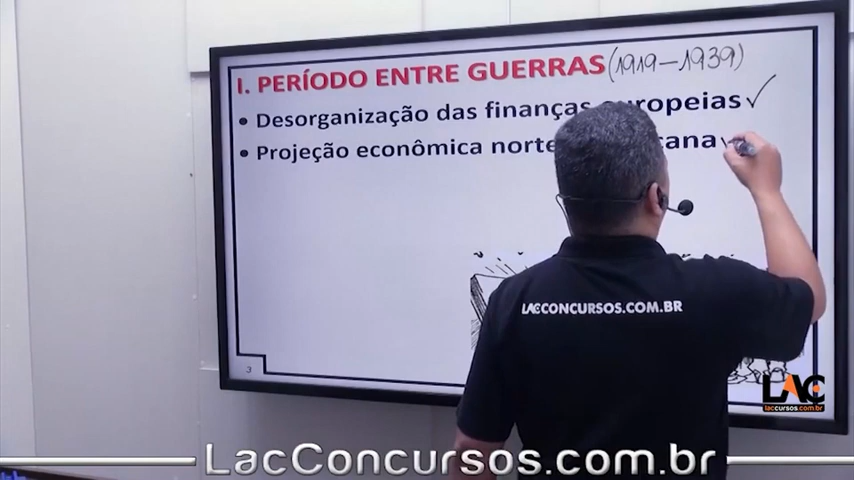 I. PERÍODO ENTRE GUERRAS (1919-1939)
• Desorganização das finanças europeias ✓
• Projeção econômica
LACCONCURSOS.COM.BR
3
LAC
laccursos.com.br
LacConcursos.com.br